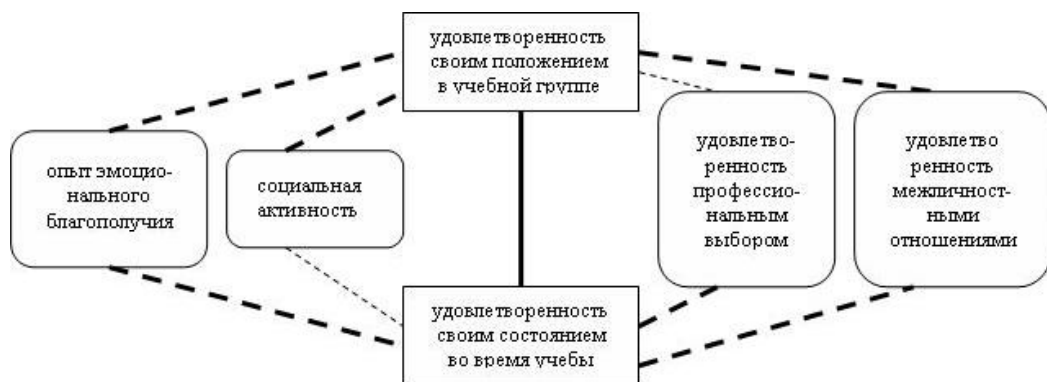 удовлетворенность
своим положением
в учебной группе
опыт эмоцио-
нального
благополучия
социальная
активность
удовлетво-
ренность
профессио-
нальным
выбором
удовлетво
ренность
межличност-
ными
отношениями
удовлетворенность
своим состоянием
во время учебы